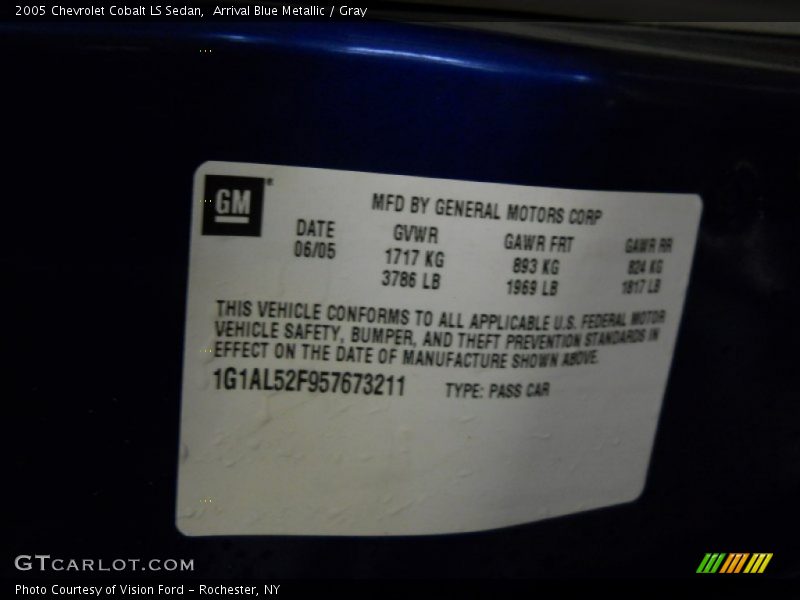 2005 Chevrolet Cobalt LS Sedan,  Arrival Blue Metallic / Gray
GM®
MFD BY GENERAL MOTORS CORP
DATE GVWR GAWR FRT GAWR RR
06/05 1717 KG 893 KG 824 KG
3786 LB 1969 LB 1817 LB
THIS VEHICLE CONFORMS TO ALL APPLICABLE U.S. FEDERAL MOTOR
VEHICLE SAFETY, BUMPER, AND THEFT PREVENTION STANDARDS IN
EFFECT ON THE DATE OF MANUFACTURE SHOWN ABOVE.
1G1AL52F957673211 TYPE: PASS CAR
GTCARLOT.COM
Photo Courtesy of Vision Ford – Rochester, NY